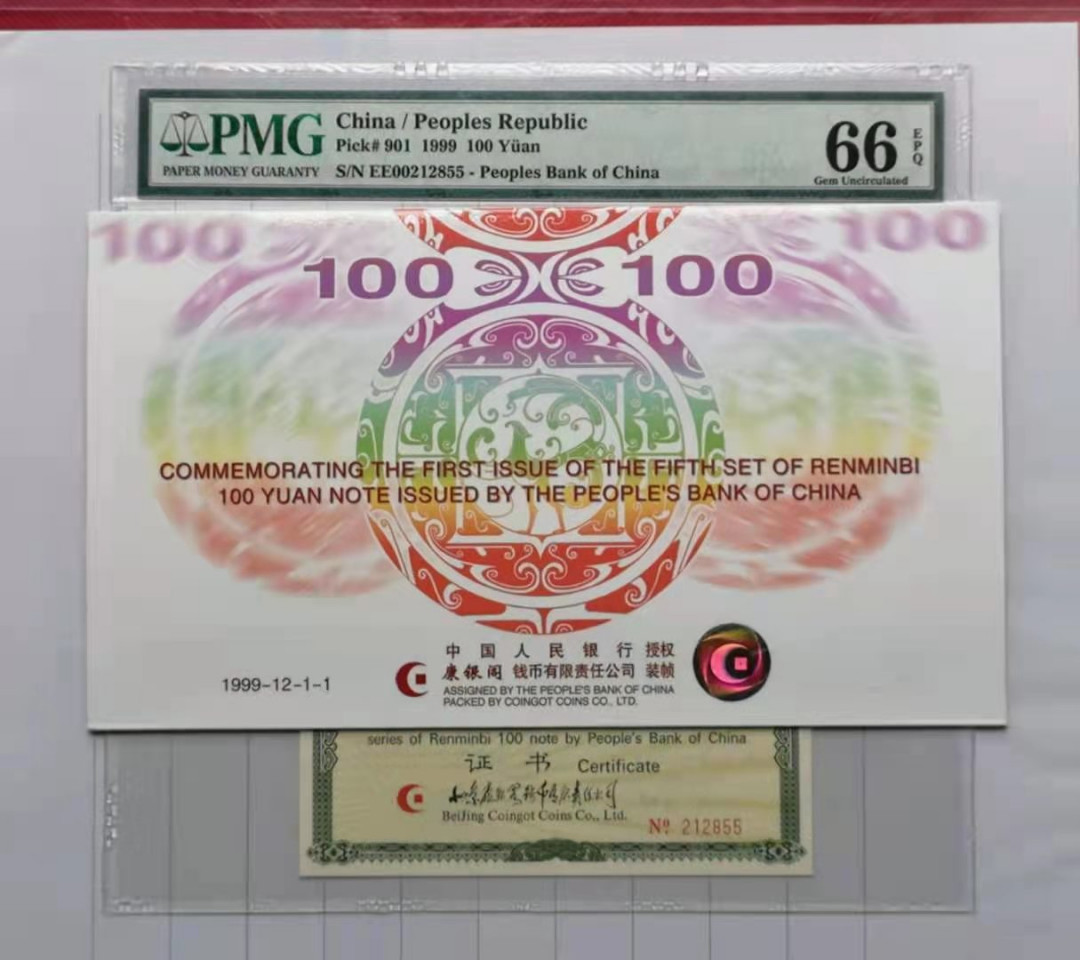 PMG
PAPER MONEY GUARANTY
China / Peoples Republic
Pick# 901 1999 100 Yüan
S/N EE00212855 - Peoples Bank of China
66
EPQ
Gem Uncirculated
100 100
100 100
COMMEMORATING THE FIRST ISSUE OF THE FIFTH SET OF RENMINBI
100 YUAN NOTE ISSUED BY THE PEOPLE'S BANK OF CHINA
1999-12-1-1
中国人民银行授权
康银阁 钱币有限责任公司 装帧
ASSIGNED BY THE PEOPLE'S BANK OF CHINA
PACKED BY COINGOT COINS CO., LTD.
series of Renminbi 100 note by People's Bank of China
证书 Certificate
BeiJing Coingot Coins Co., Ltd.
Nº 212855